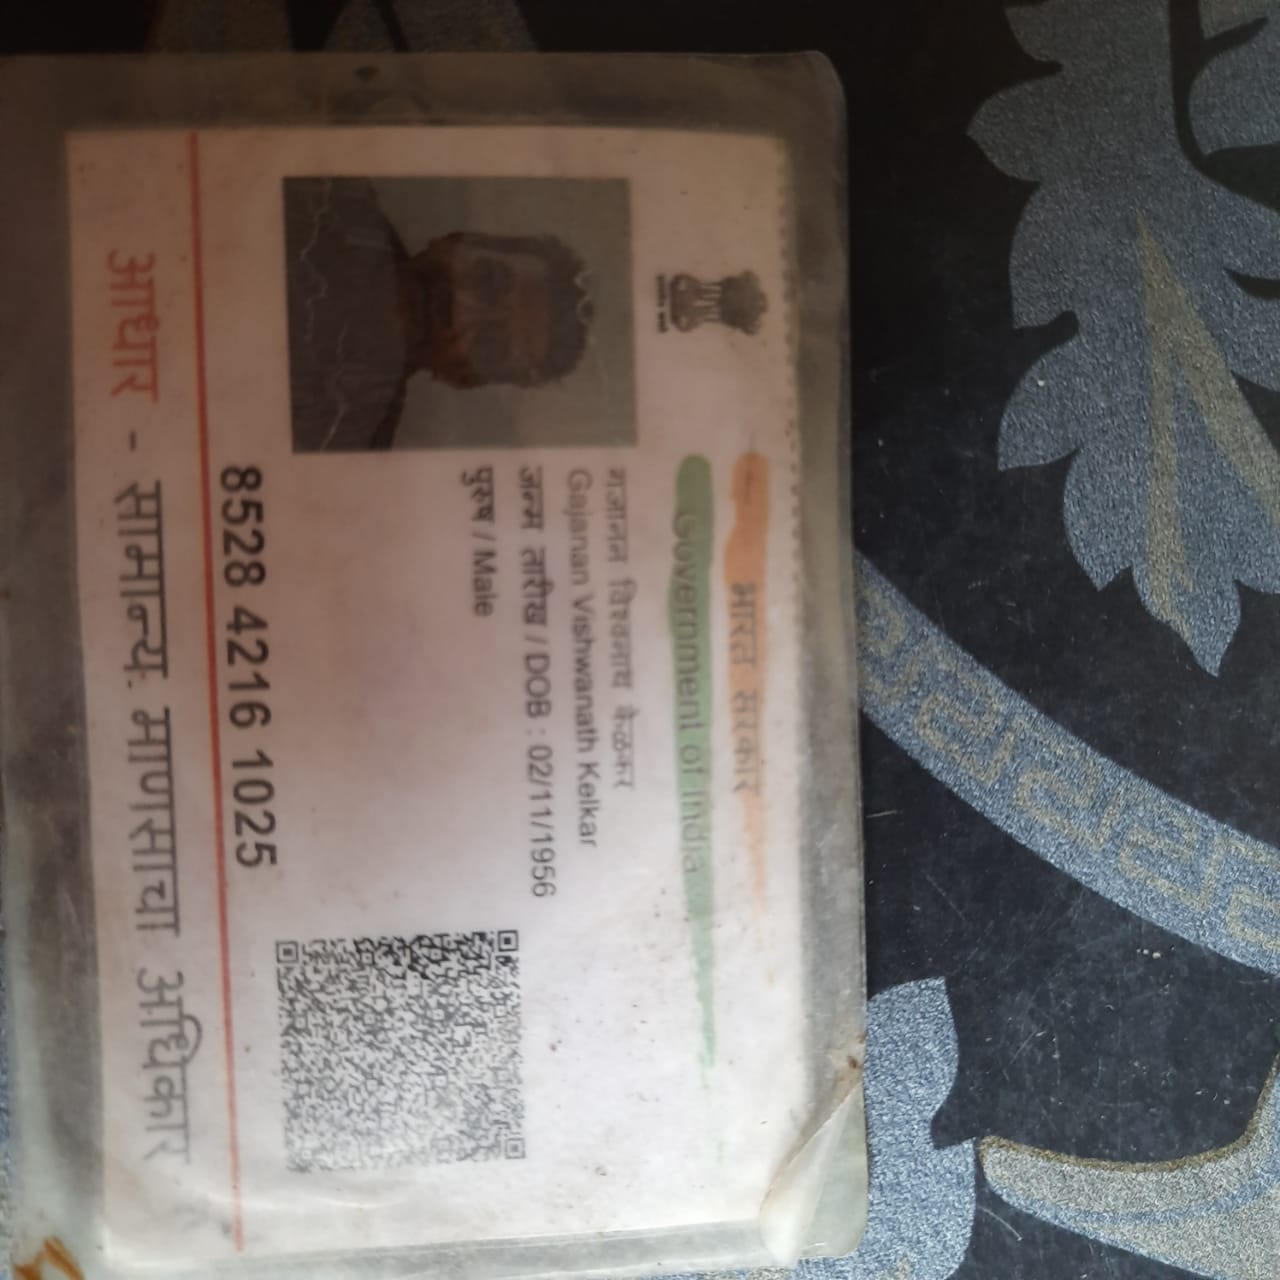 भारत सरकार
Government of India
गजानन विश्वनाथ केळकर
Gajanan Vishwanath Kelkar
जन्म तारीख / DOB : 02/11/1956
पुरुष / Male
8528 4216 1025
आधार - सामान्य माणसाचा अधिकार